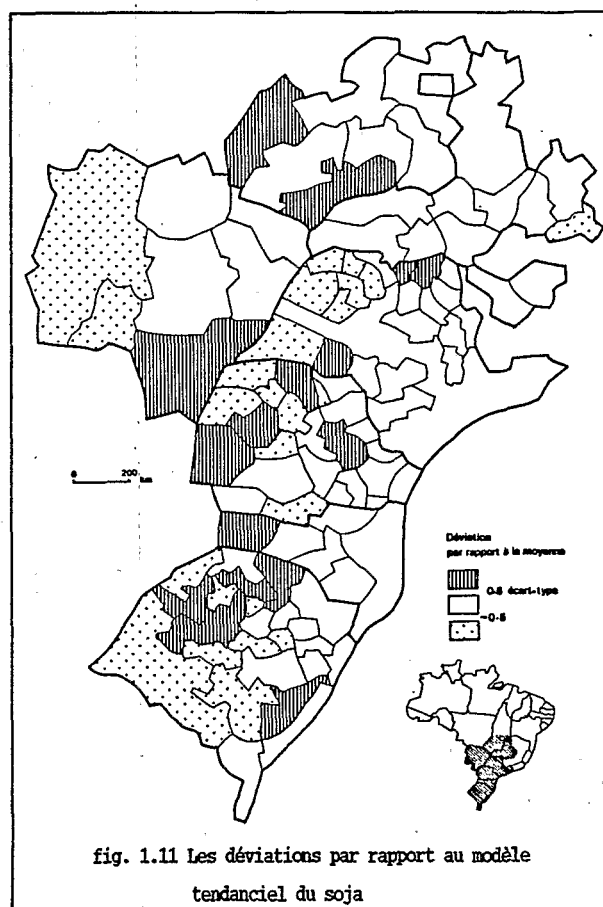 0 200 km
Déviation
par rapport à la moyenne
0.5 écart-type
-0.5
fig. 1.11 Les déviations par rapport au modèle
tendanciel du soja